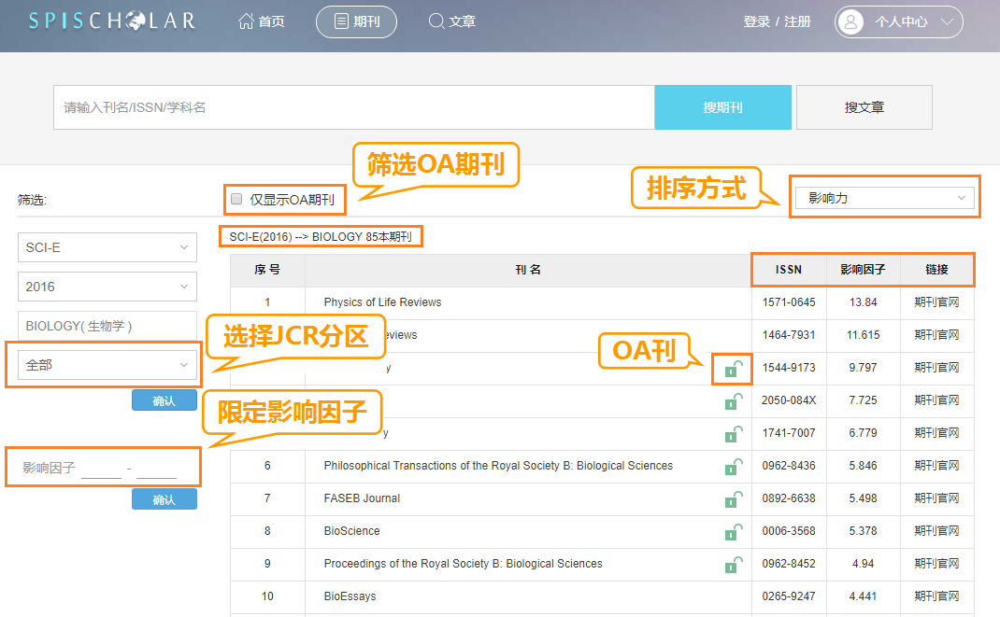 SPISCHOLAR 首页 期刊 文章 登录 / 注册 个人中心
请输入刊名/ISSN/学科名 搜期刊 搜文章
筛选OA期刊
排序方式
筛选: 仅显示OA期刊 影响力
SCI-E(2016) --> BIOLOGY 85本期刊
SCI-E
2016
BIOLOGY( 生物学 )
选择JCR分区
全部
确认
限定影响因子
影响因子 -
确认
序 号 刊 名 ISSN 影响因子 链接
1 Physics of Life Reviews 1571-0645 13.84 期刊官网
eviews 1464-7931 11.615 期刊官网
OA刊
y 1544-9173 9.797 期刊官网
2050-084X 7.725 期刊官网
y 1741-7007 6.779 期刊官网
6 Philosophical Transactions of the Royal Society B: Biological Sciences 0962-8436 5.846 期刊官网
7 FASEB Journal 0892-6638 5.498 期刊官网
8 BioScience 0006-3568 5.378 期刊官网
9 Proceedings of the Royal Society B: Biological Sciences 0962-8452 4.94 期刊官网
10 BioEssays 0265-9247 4.441 期刊官网